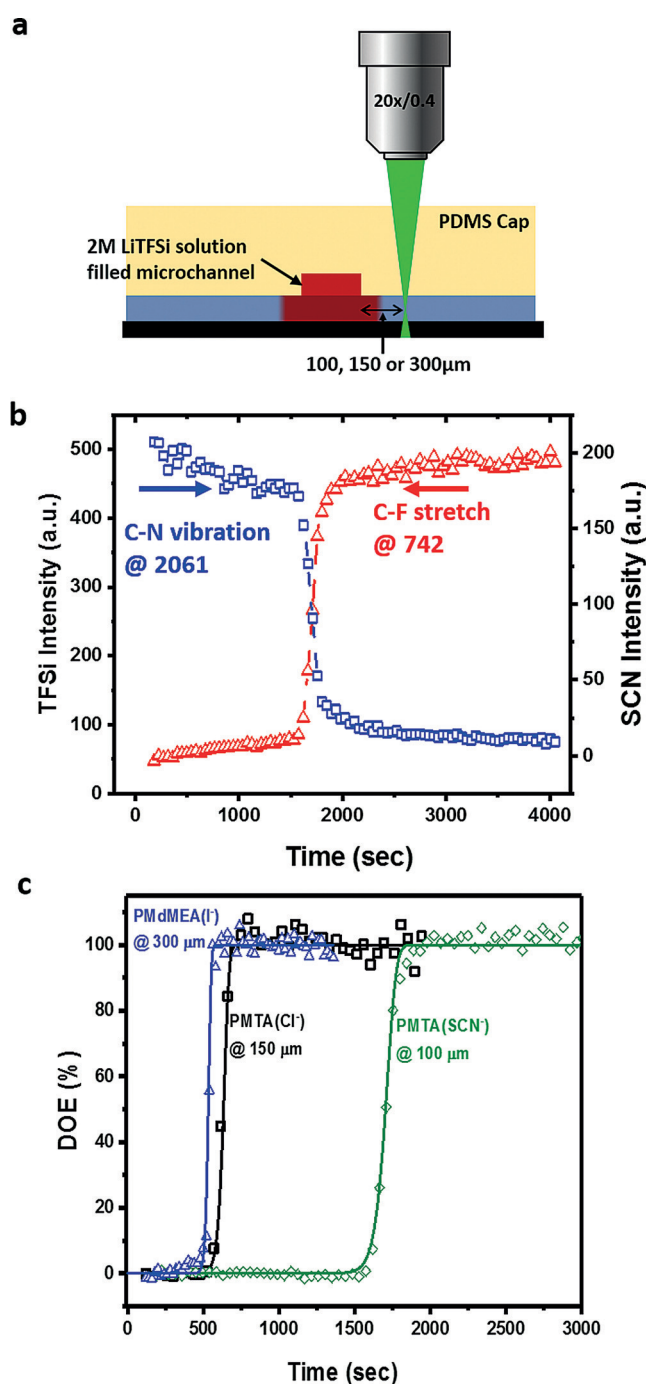 a
20x/0.4
PDMS Cap
2M LiTFSi solution
filled microchannel
100, 150 or 300µm
b
500
400
300
200
100
0
TFSi Intensity (a.u.)
C-N vibration
@ 2061
C-F stretch
@ 742
200
150
100
50
0
SCN Intensity (a.u.)
0 1000 2000 3000 4000
Time (sec)
c
PMdMEA(I-)
@ 300 µm
PMTA(Cl-)
@ 150 µm
PMTA(SCN-)
@ 100 µm
100
80
60
40
20
0
DOE (%)
0 500 1000 1500 2000 2500 3000
Time (sec)